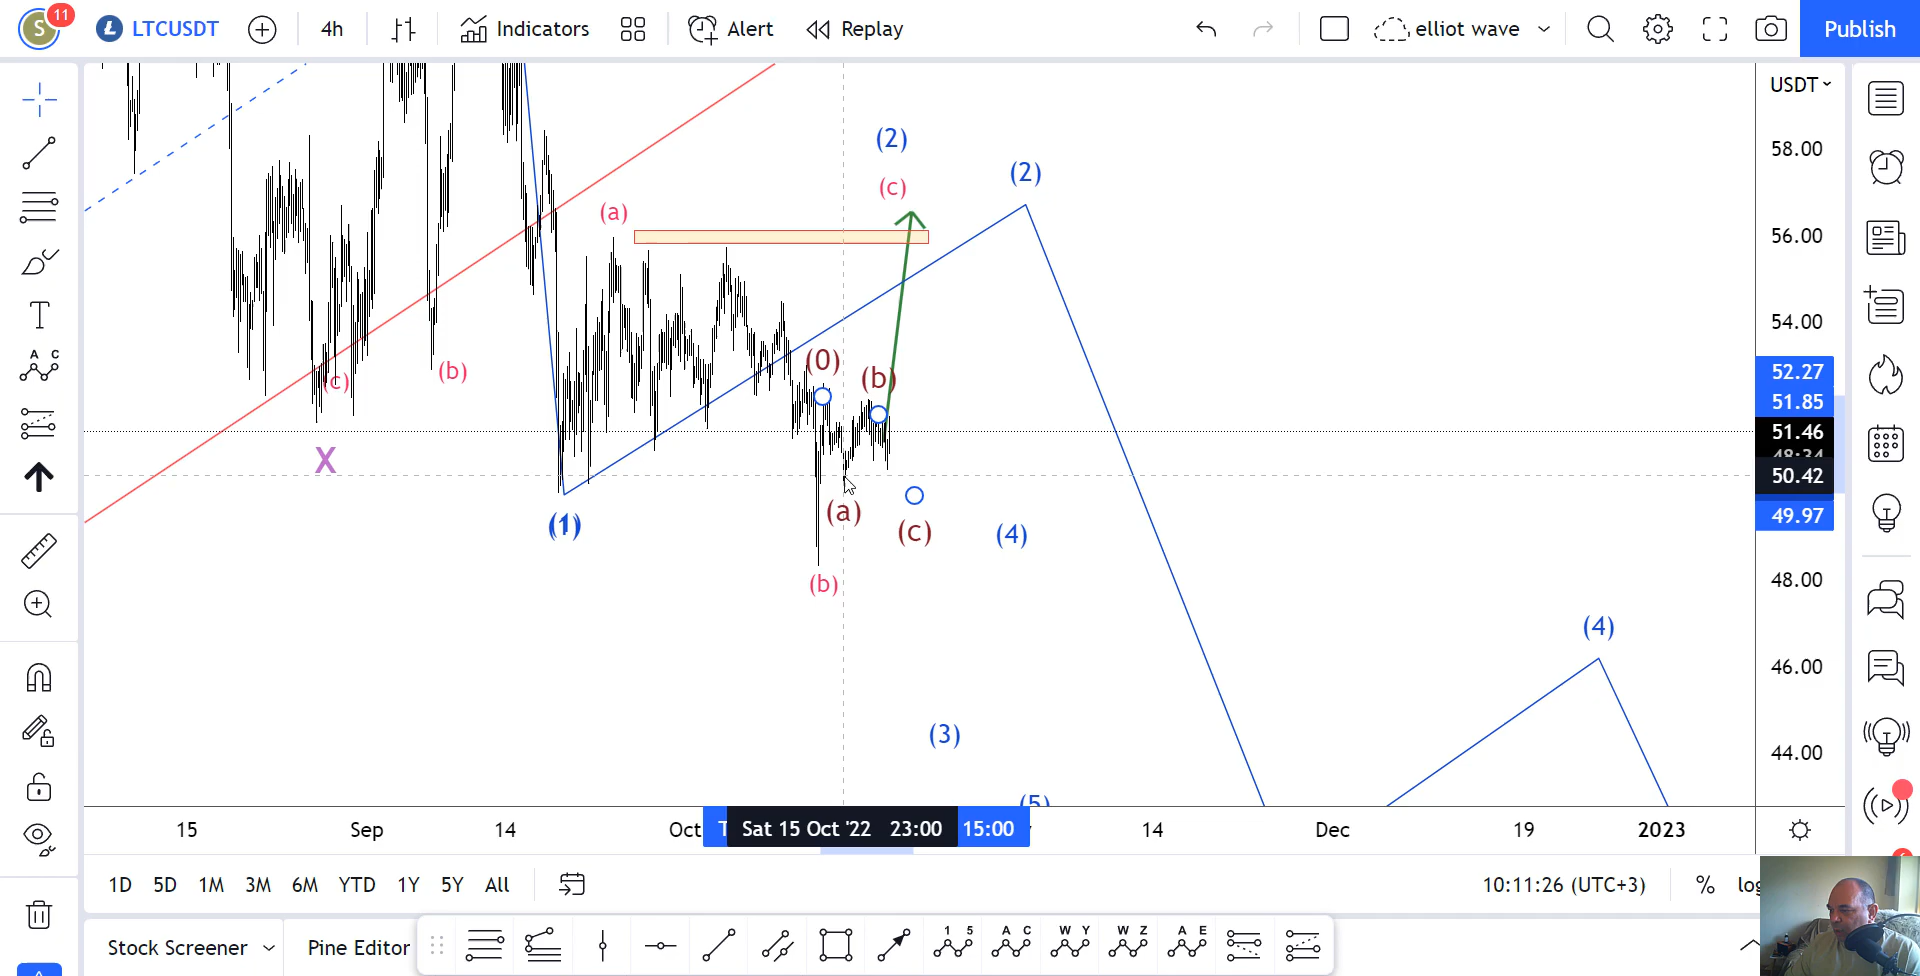 S
11
LTCUSDT
4h
Indicators
Alert
Replay
elliot wave
Publish
USDT
58.00
56.00
54.00
52.27
51.85
51.46
48:34
50.42
49.97
48.00
46.00
44.00
(2)
(2)
(c)
(a)
(0)
(b)
(c)
(b)
X
(1)
(a)
(c)
(4)
(b)
(4)
(3)
(5)
T
A C
15
Sep
14
Oct
Sat 15 Oct '22 23:00
15:00
14
Dec
19
2023
1D
5D
1M
3M
6M
YTD
1Y
5Y
All
10:11:26 (UTC+3)
%
Stock Screener
Pine Editor
1 5
A C
W Y
W Z
A E